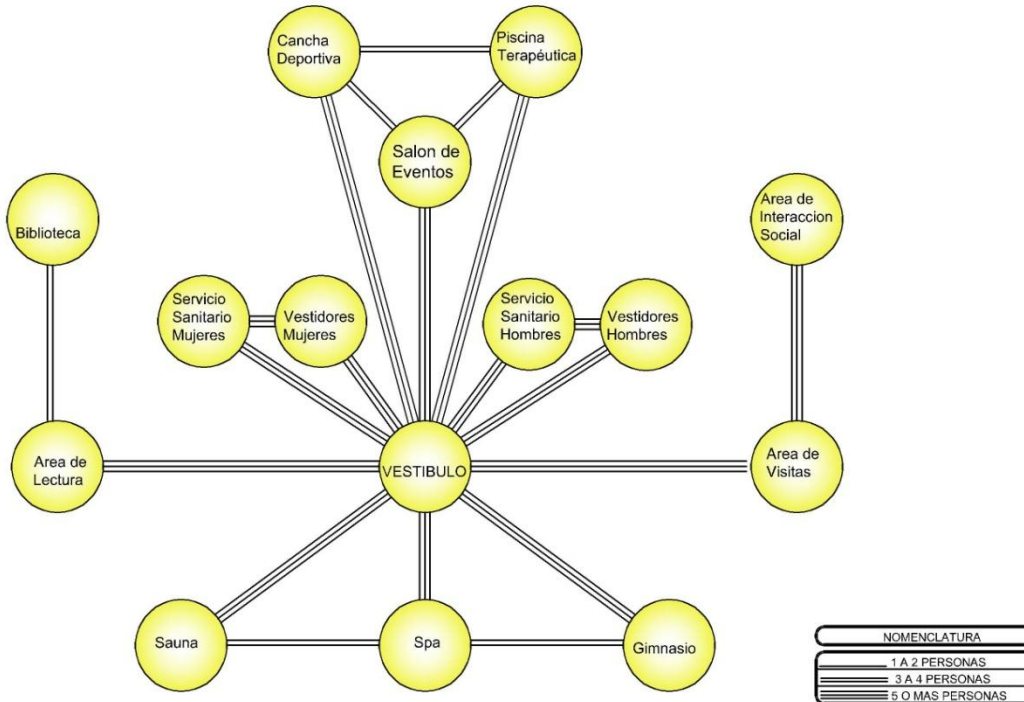 Cancha
Deportiva
Piscina
Terapéutica
Salon de
Eventos
Biblioteca
Area de
Interaccion
Social
Servicio
Sanitario
Mujeres
Vestidores
Mujeres
Servicio
Sanitario
Hombres
Vestidores
Hombres
Area de
Lectura
VESTIBULO
Area de
Visitas
Sauna
Spa
Gimnasio
NOMENCLATURA
1 A 2 PERSONAS
3 A 4 PERSONAS
5 O MAS PERSONAS